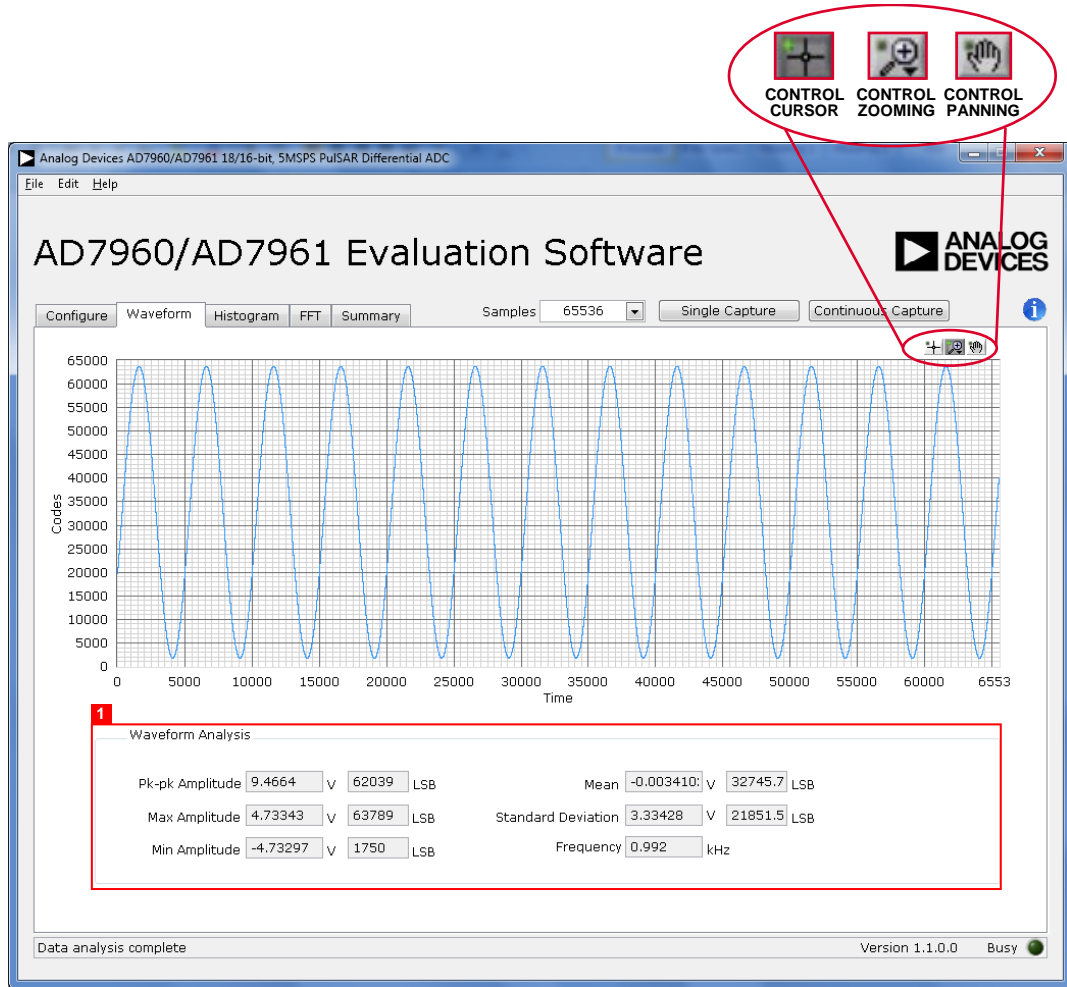 CONTROL CURSOR CONTROL ZOOMING CONTROL PANNING
Analog Devices AD7960/AD7961 18/16-bit, 5MSPS PulSAR Differential ADC
File Edit Help
AD7960/AD7961 Evaluation Software
ANALOG DEVICES
Configure Waveform Histogram FFT Summary Samples 65536 Single Capture Continuous Capture i
65000
60000
55000
50000
45000
40000
35000
30000
25000
20000
15000
10000
5000
0
Codes
0 5000 10000 15000 20000 25000 30000 35000 40000 45000 50000 55000 60000 6553
Time
1
Waveform Analysis
Pk-pk Amplitude 9.4664 V 62039 LSB Mean -0.003410: V 32745.7 LSB
Max Amplitude 4.73343 V 63789 LSB Standard Deviation 3.33428 V 21851.5 LSB
Min Amplitude -4.73297 V 1750 LSB Frequency 0.992 kHz
Data analysis complete Version 1.1.0.0 Busy